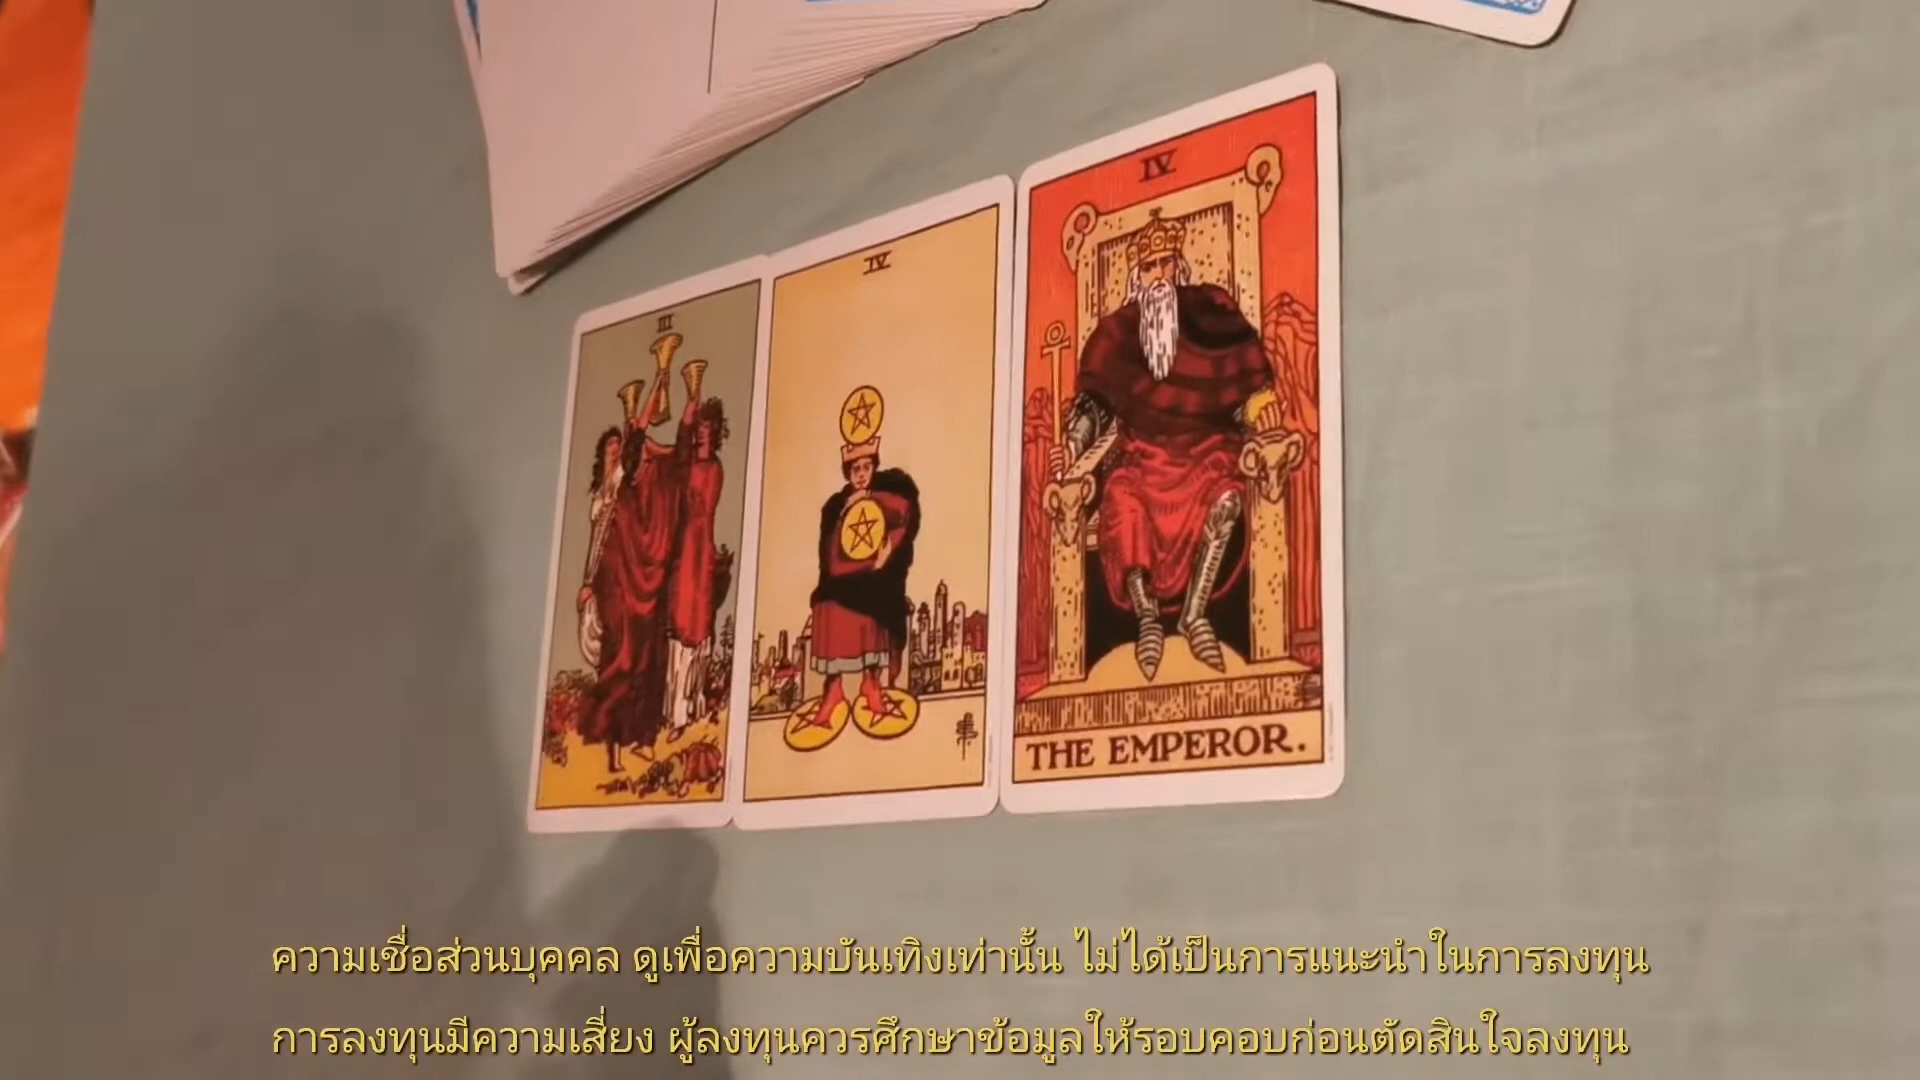 III
IV
IV
THE EMPEROR.
ความเชื่อส่วนบุคคล ดูเพื่อความบันเทิงเท่านั้น ไม่ได้เป็นการแนะนำในการลงทุน
การลงทุนมีความเสี่ยง ผู้ลงทุนควรศึกษาข้อมูลให้รอบคอบก่อนตัดสินใจลงทุน